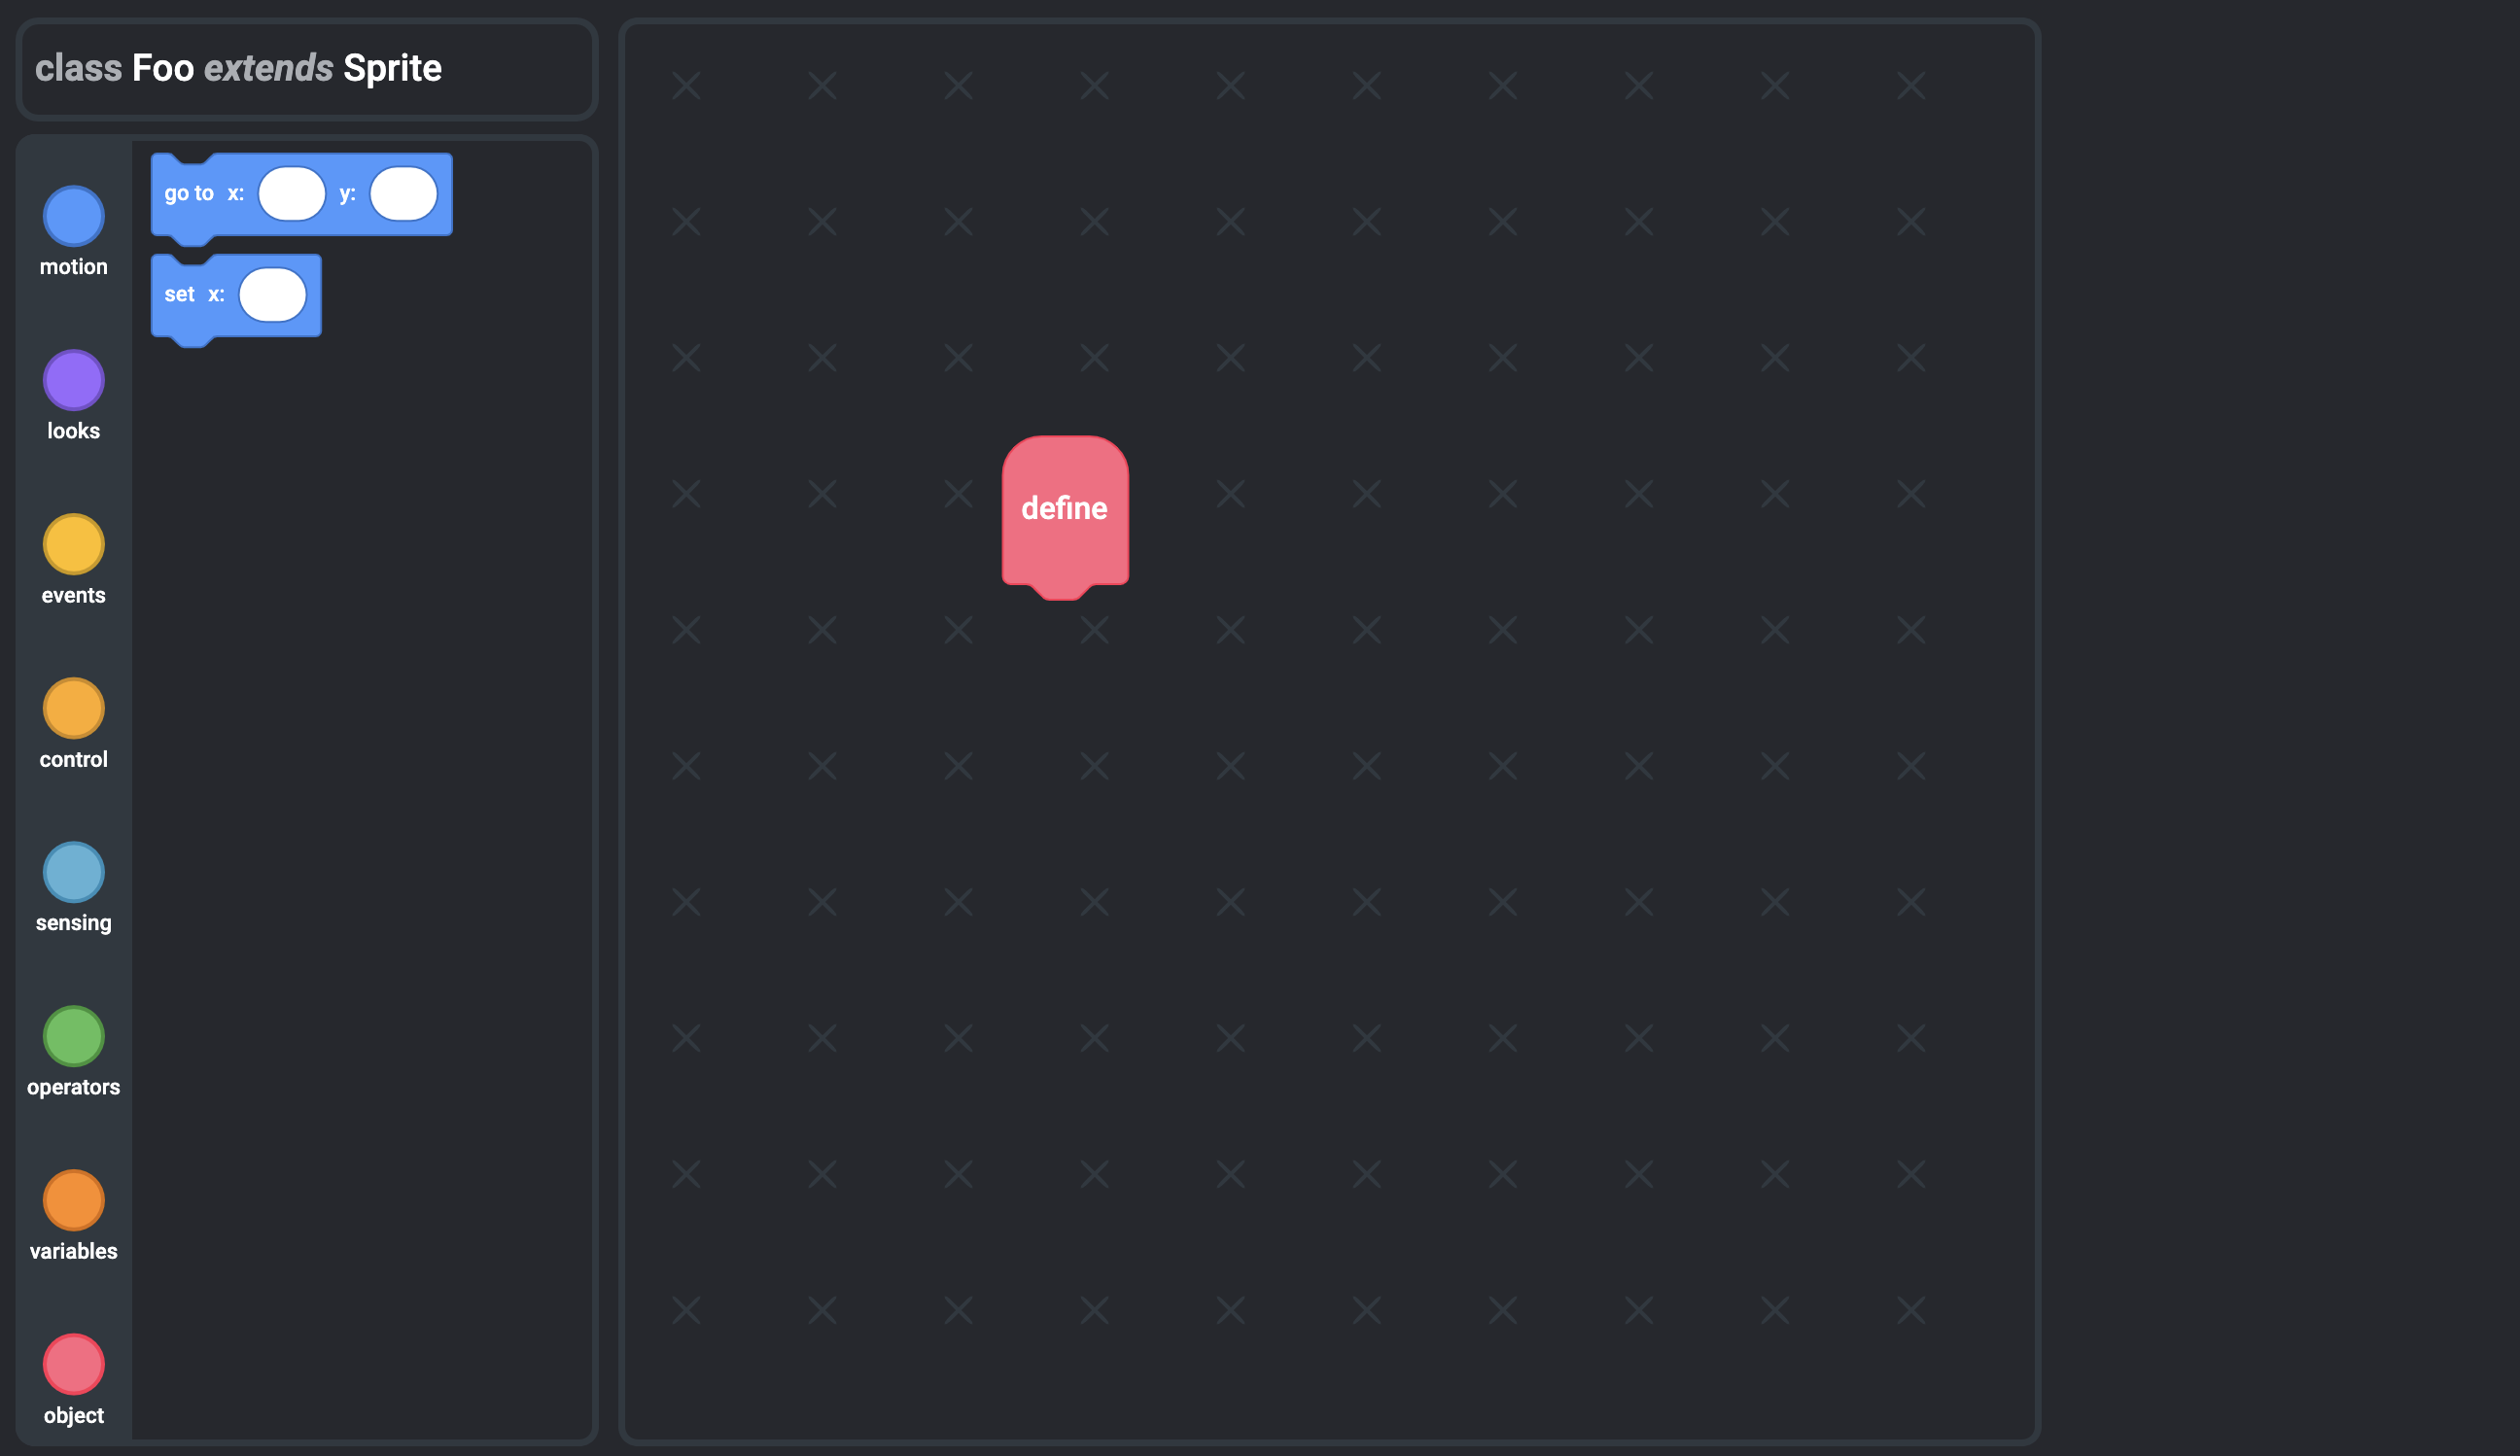 class Foo extends Sprite
motion
looks
events
control
sensing
operators
variables
object
go to x: y:
set x:
define